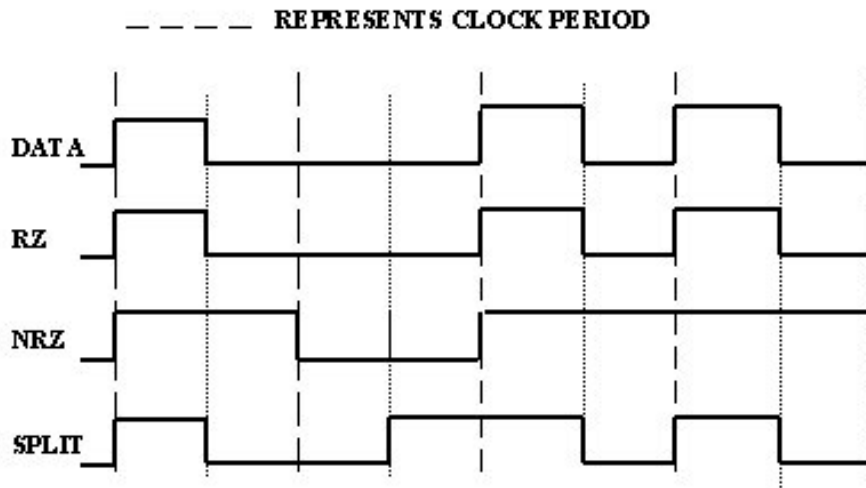 REPRESENTS CLOCK PERIOD
DATA
RZ
NRZ
SPLIT